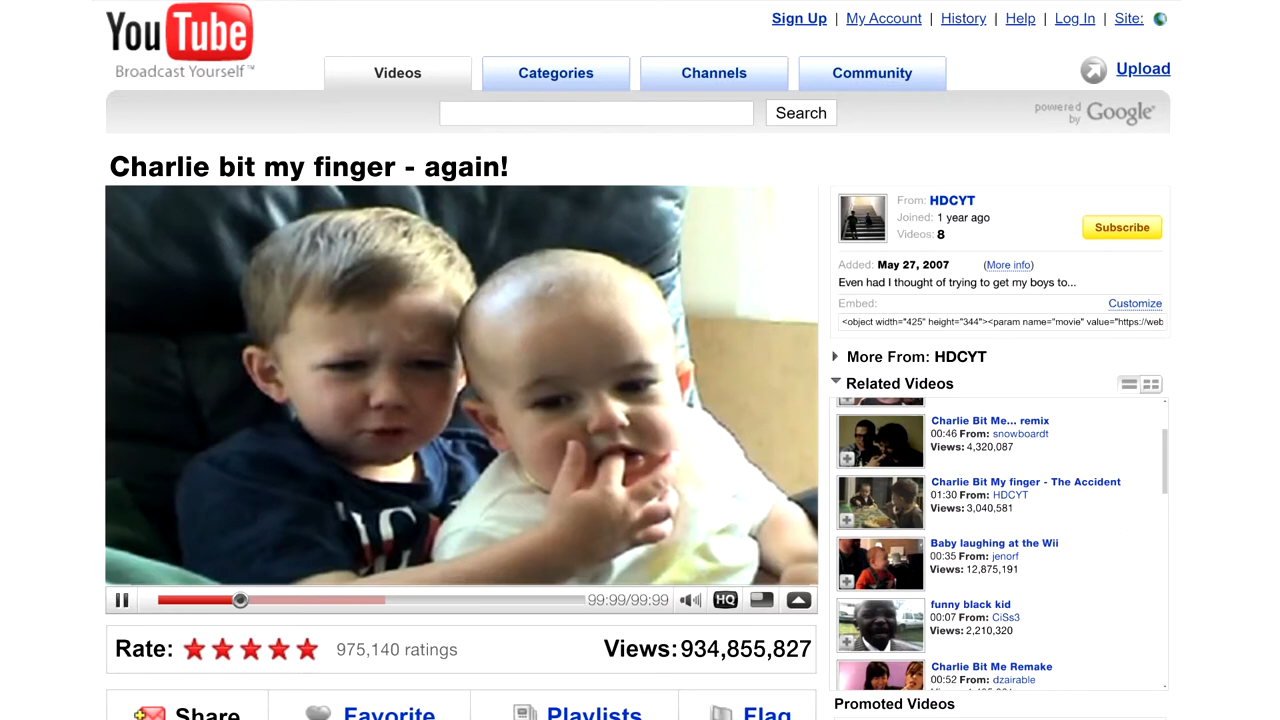 YouTube
Broadcast Yourself™
Sign Up | My Account | History | Help | Log In | Site:
Videos
Categories
Channels
Community
Upload
Search
powered by Google™
Charlie bit my finger - again!
From: HDCYT
Joined: 1 year ago
Videos: 8
Subscribe
Added: May 27, 2007 (More info)
Even had I thought of trying to get my boys to...
Embed: Customize
<object width="425" height="344"><param name="movie" value="https://web
More From: HDCYT
Related Videos
Charlie Bit Me... remix
00:46 From: snowboardt
Views: 4,320,087
Charlie Bit My finger - The Accident
01:30 From: HDCYT
Views: 3,040,581
Baby laughing at the Wii
00:35 From: jenorf
Views: 12,875,191
funny black kid
00:07 From: CiSs3
Views: 2,210,320
Charlie Bit Me Remake
00:52 From: dzairable
Promoted Videos
99:99/99:99
HQ
Rate: 975,140 ratings
Views: 934,855,827
Share
Favorite
Playlists
Flag